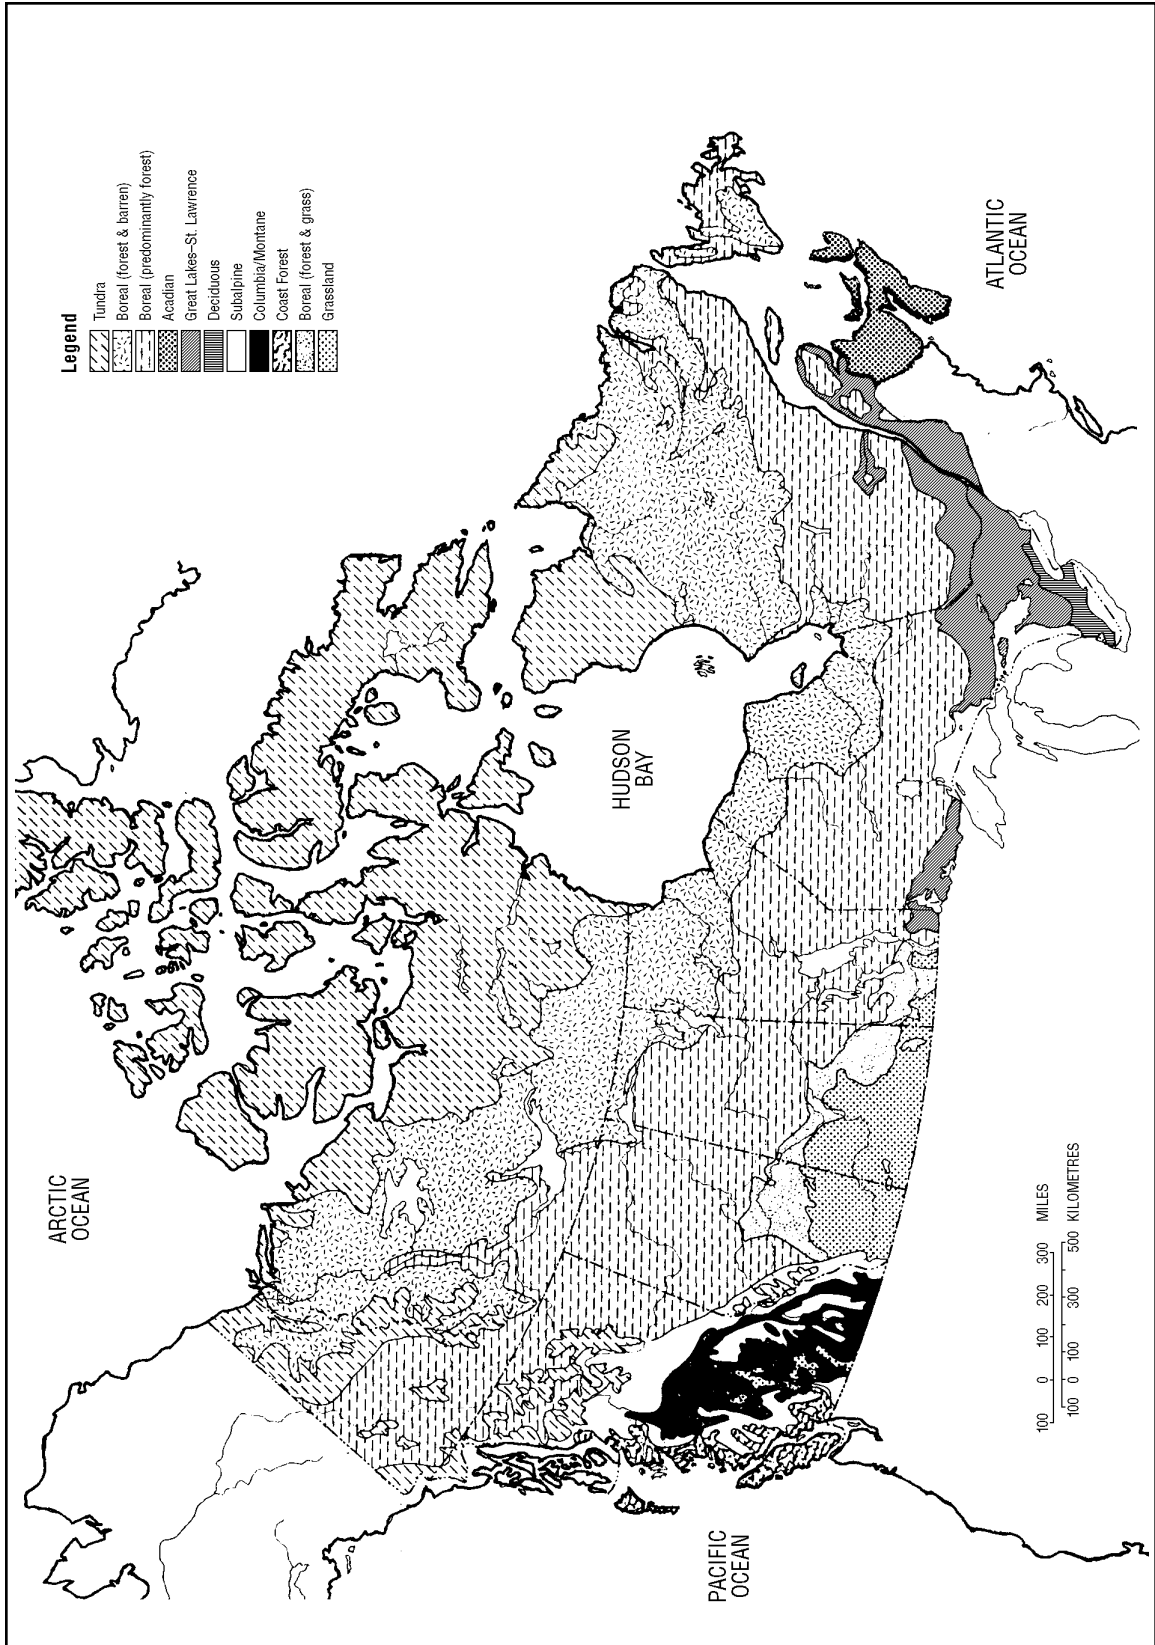 Legend
Tundra
Boreal (forest & barren)
Boreal (predominantly forest)
Acadian
Great Lakes–St. Lawrence
Deciduous
Subalpine
Columbia/Montane
Coast Forest
Boreal (forest & grass)
Grassland
ARCTIC
OCEAN
HUDSON
BAY
ATLANTIC
OCEAN
PACIFIC
OCEAN
100 0 100 200 300 MILES
100 0 100 300 500 KILOMETRES